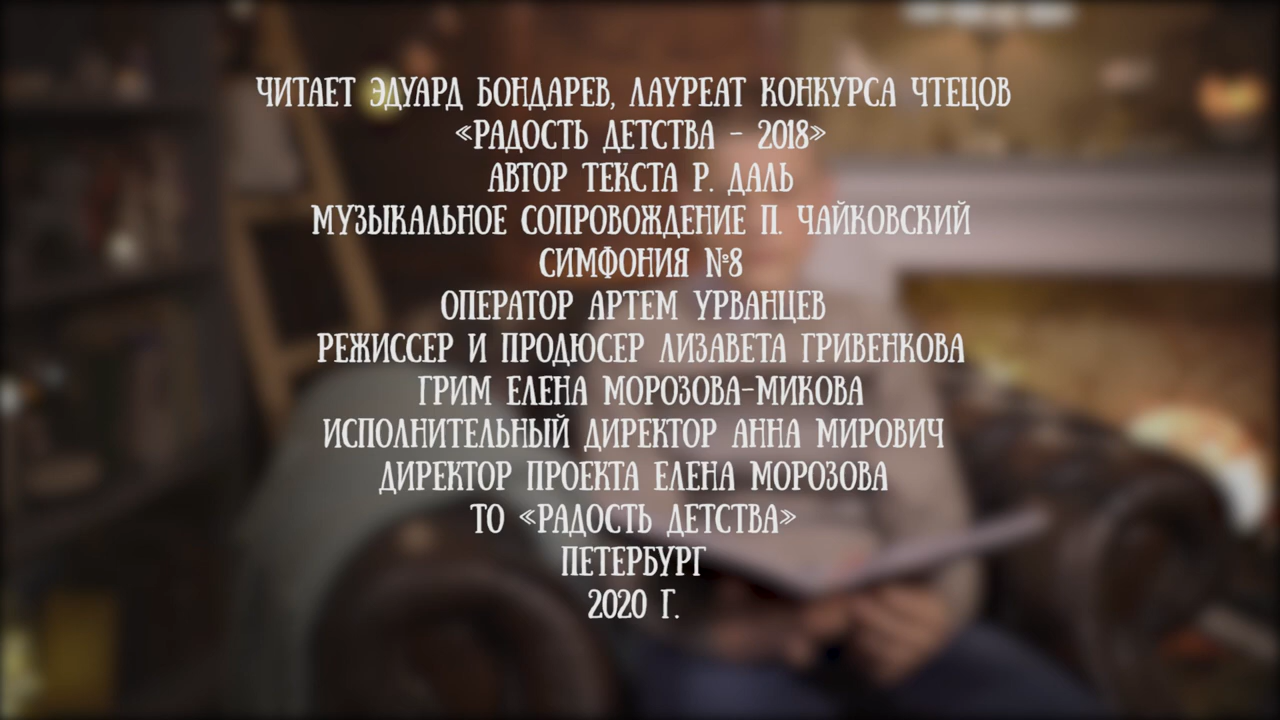 ЧИТАЕТ ЭДУАРД БОНДАРЕВ, ЛАУРЕАТ КОНКУРСА ЧТЕЦОВ
«РАДОСТЬ ДЕТСТВА - 2018»
АВТОР ТЕКСТА Р. ДАЛЬ
МУЗЫКАЛЬНОЕ СОПРОВОЖДЕНИЕ П. ЧАЙКОВСКИЙ
СИМФОНИЯ №8
ОПЕРАТОР АРТЕМ УРВАНЦЕВ
РЕЖИССЕР И ПРОДЮСЕР ЛИЗАВЕТА ГРИВЕНКОВА
ГРИМ ЕЛЕНА МОРОЗОВА-МИКОВА
ИСПОЛНИТЕЛЬНЫЙ ДИРЕКТОР АННА МИРОВИЧ
ДИРЕКТОР ПРОЕКТА ЕЛЕНА МОРОЗОВА
ТО «РАДОСТЬ ДЕТСТВА»
ПЕТЕРБУРГ
2020 Г.